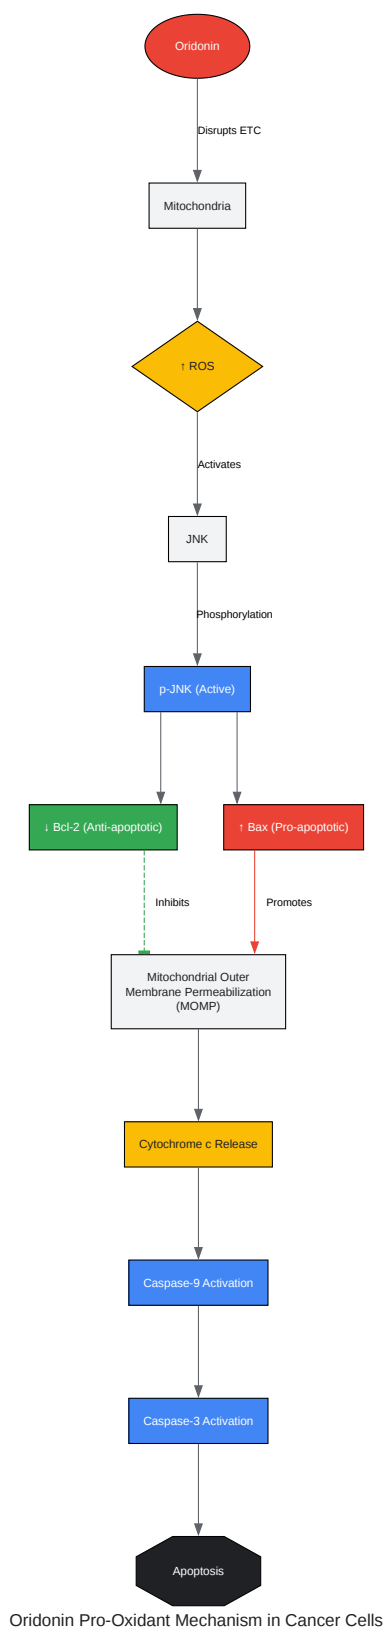 Oridonin
Disrupts ETC
Mitochondria
↑ ROS
Activates
JNK
Phosphorylation
p-JNK (Active)
↓ Bcl-2 (Anti-apoptotic)
↑ Bax (Pro-apoptotic)
Inhibits
Promotes
Mitochondrial Outer
Membrane Permeabilization
(MOMP)
Cytochrome c Release
Caspase-9 Activation
Caspase-3 Activation
Apoptosis
Oridonin Pro-Oxidant Mechanism in Cancer Cells